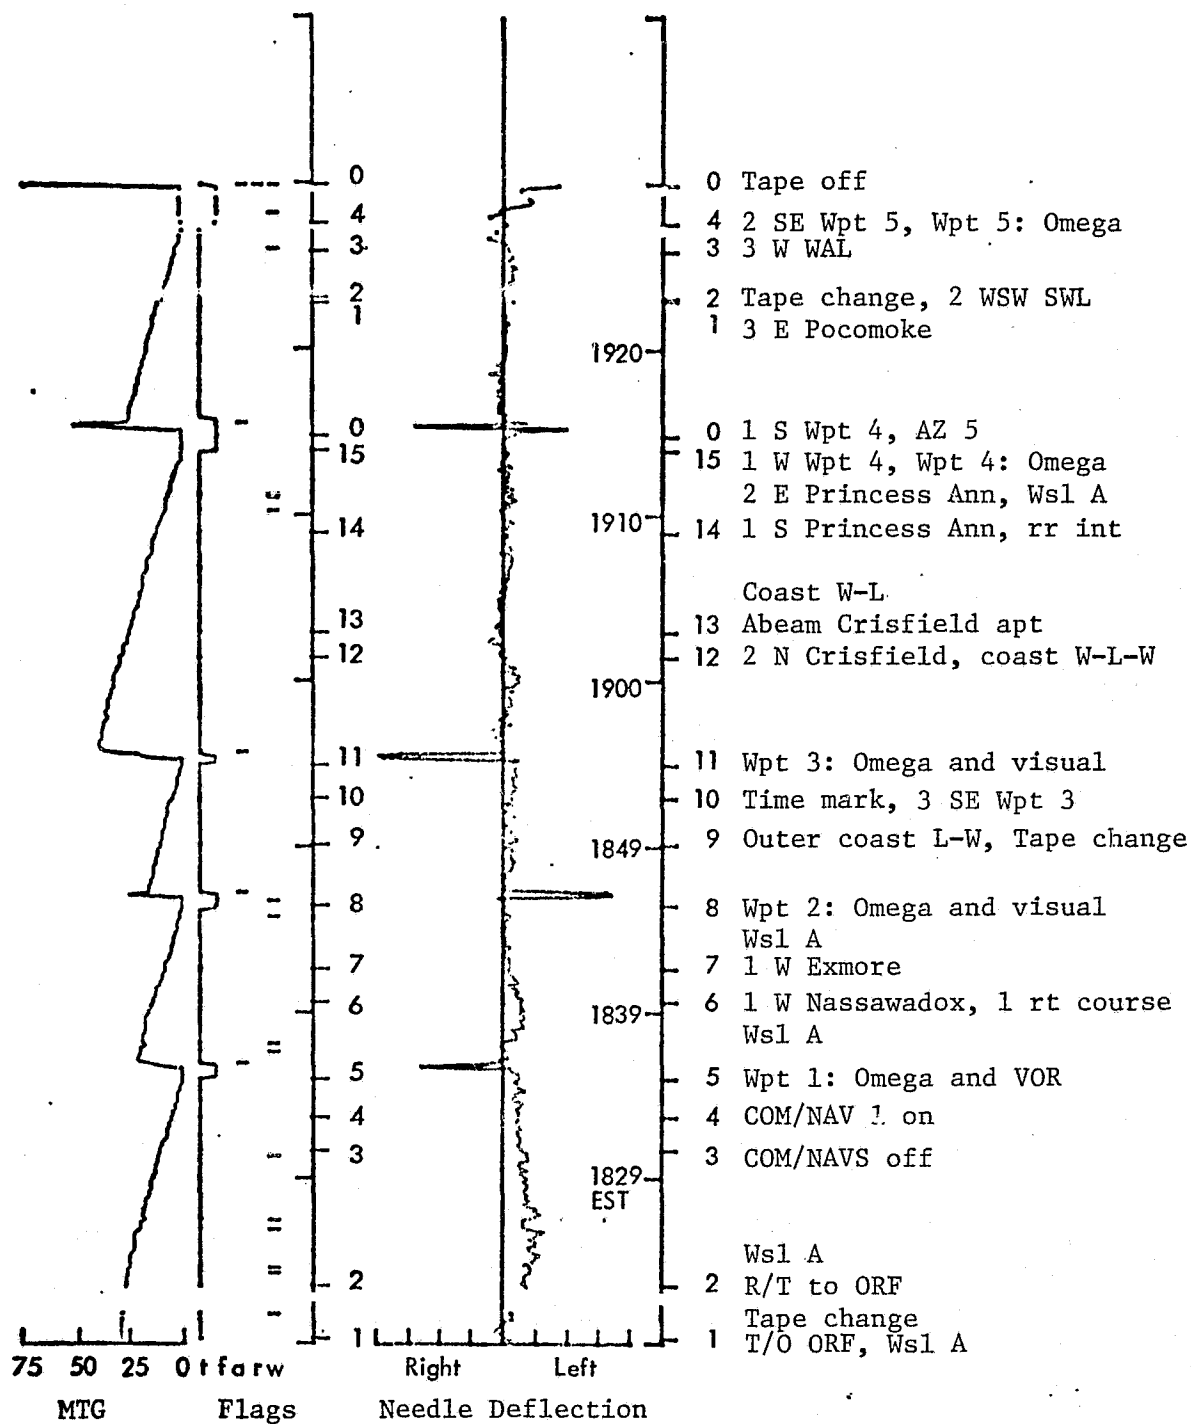 0 0 Tape off
4 4 2 SE Wpt 5, Wpt 5: Omega
3 3 3 W WAL
2 2 Tape change, 2 WSW SWL
1 1 3 E Pocomoke
1920
0 0 1 S Wpt 4, AZ 5
15 15 1 W Wpt 4, Wpt 4: Omega
2 E Princess Ann, Wsl A
1910
14 14 1 S Princess Ann, rr int
Coast W-L
13 13 Abeam Crisfield apt
12 12 2 N Crisfield, coast W-L-W
1900
11 11 Wpt 3: Omega and visual
10 10 Time mark, 3 SE Wpt 3
9 1849 9 Outer coast L-W, Tape change
8 8 Wpt 2: Omega and visual
Wsl A
7 7 1 W Exmore
6 6 1 W Nassawadox, 1 rt course
1839
Wsl A
5 5 Wpt 1: Omega and VOR
4 4 COM/NAV 1 on
3 3 COM/NAVS off
1829
EST
Wsl A
2 2 R/T to ORF
Tape change
1 1 T/O ORF, Wsl A
75 50 25 0 t f a r w Right Left
MTG Flags Needle Deflection